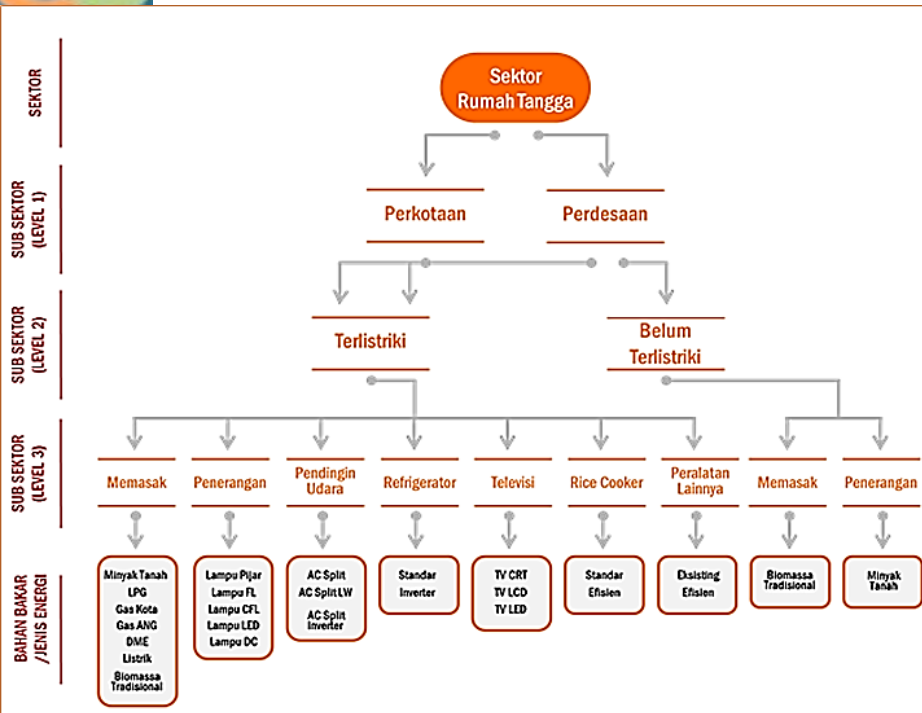 SEKTOR
Sektor
Rumah Tangga
SUB SEKTOR
(LEVEL 1)
Perkotaan
Perdesaan
SUB SEKTOR
(LEVEL 2)
Terlistriki
Belum
Terlistriki
SUB SEKTOR
(LEVEL 3)
Memasak
Penerangan
Pendingin
Udara
Refrigerator
Televisi
Rice Cooker
Peralatan
Lainnya
Memasak
Penerangan
BAHAN BAKAR
/JENIS ENERGI
Minyak Tanah
LPG
Gas Kota
Gas ANG
DME
Listrik
Biomassa
Tradisional
Lampu Pijar
Lampu FL
Lampu CFL
Lampu LED
Lampu DC
AC Split
AC Split LW
AC Split
Inverter
Standar
Inverter
TV CRT
TV LCD
TV LED
Standar
Efisien
Eksisting
Efisien
Biomassa
Tradisional
Minyak
Tanah